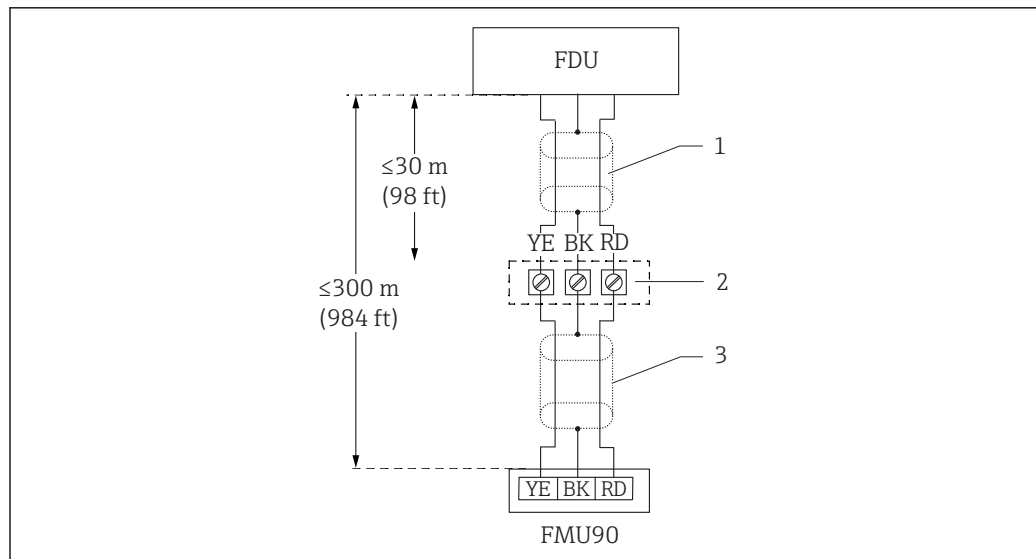 FDU
1
≤30 m
(98 ft)
YE BK RD
2
≤300 m
(984 ft)
3
YE BK RD
FMU90